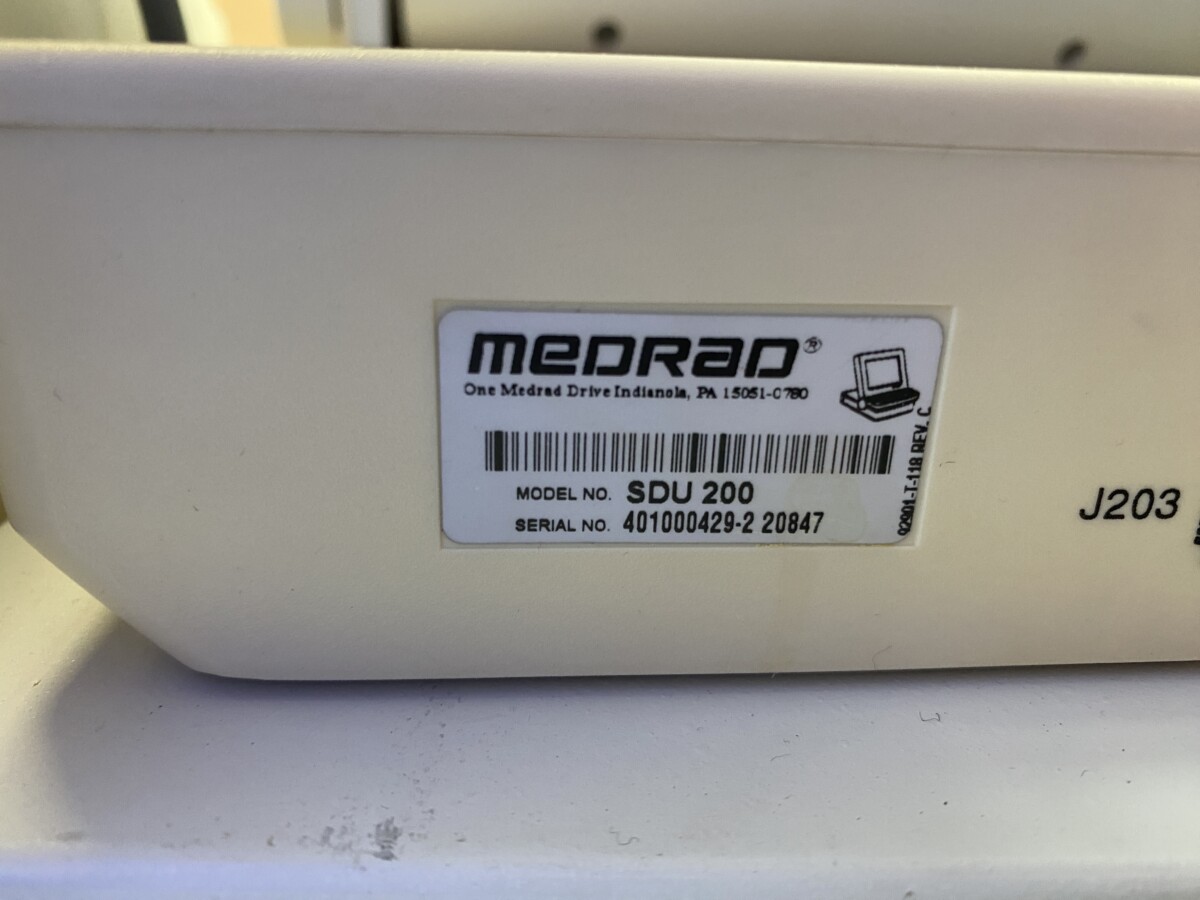 MEDRAD®
One Medrad Drive Indianola, PA 15051-0780
MODEL NO. SDU 200
SERIAL NO. 401000429-2 20847
02901-T-118 REV. C
J203